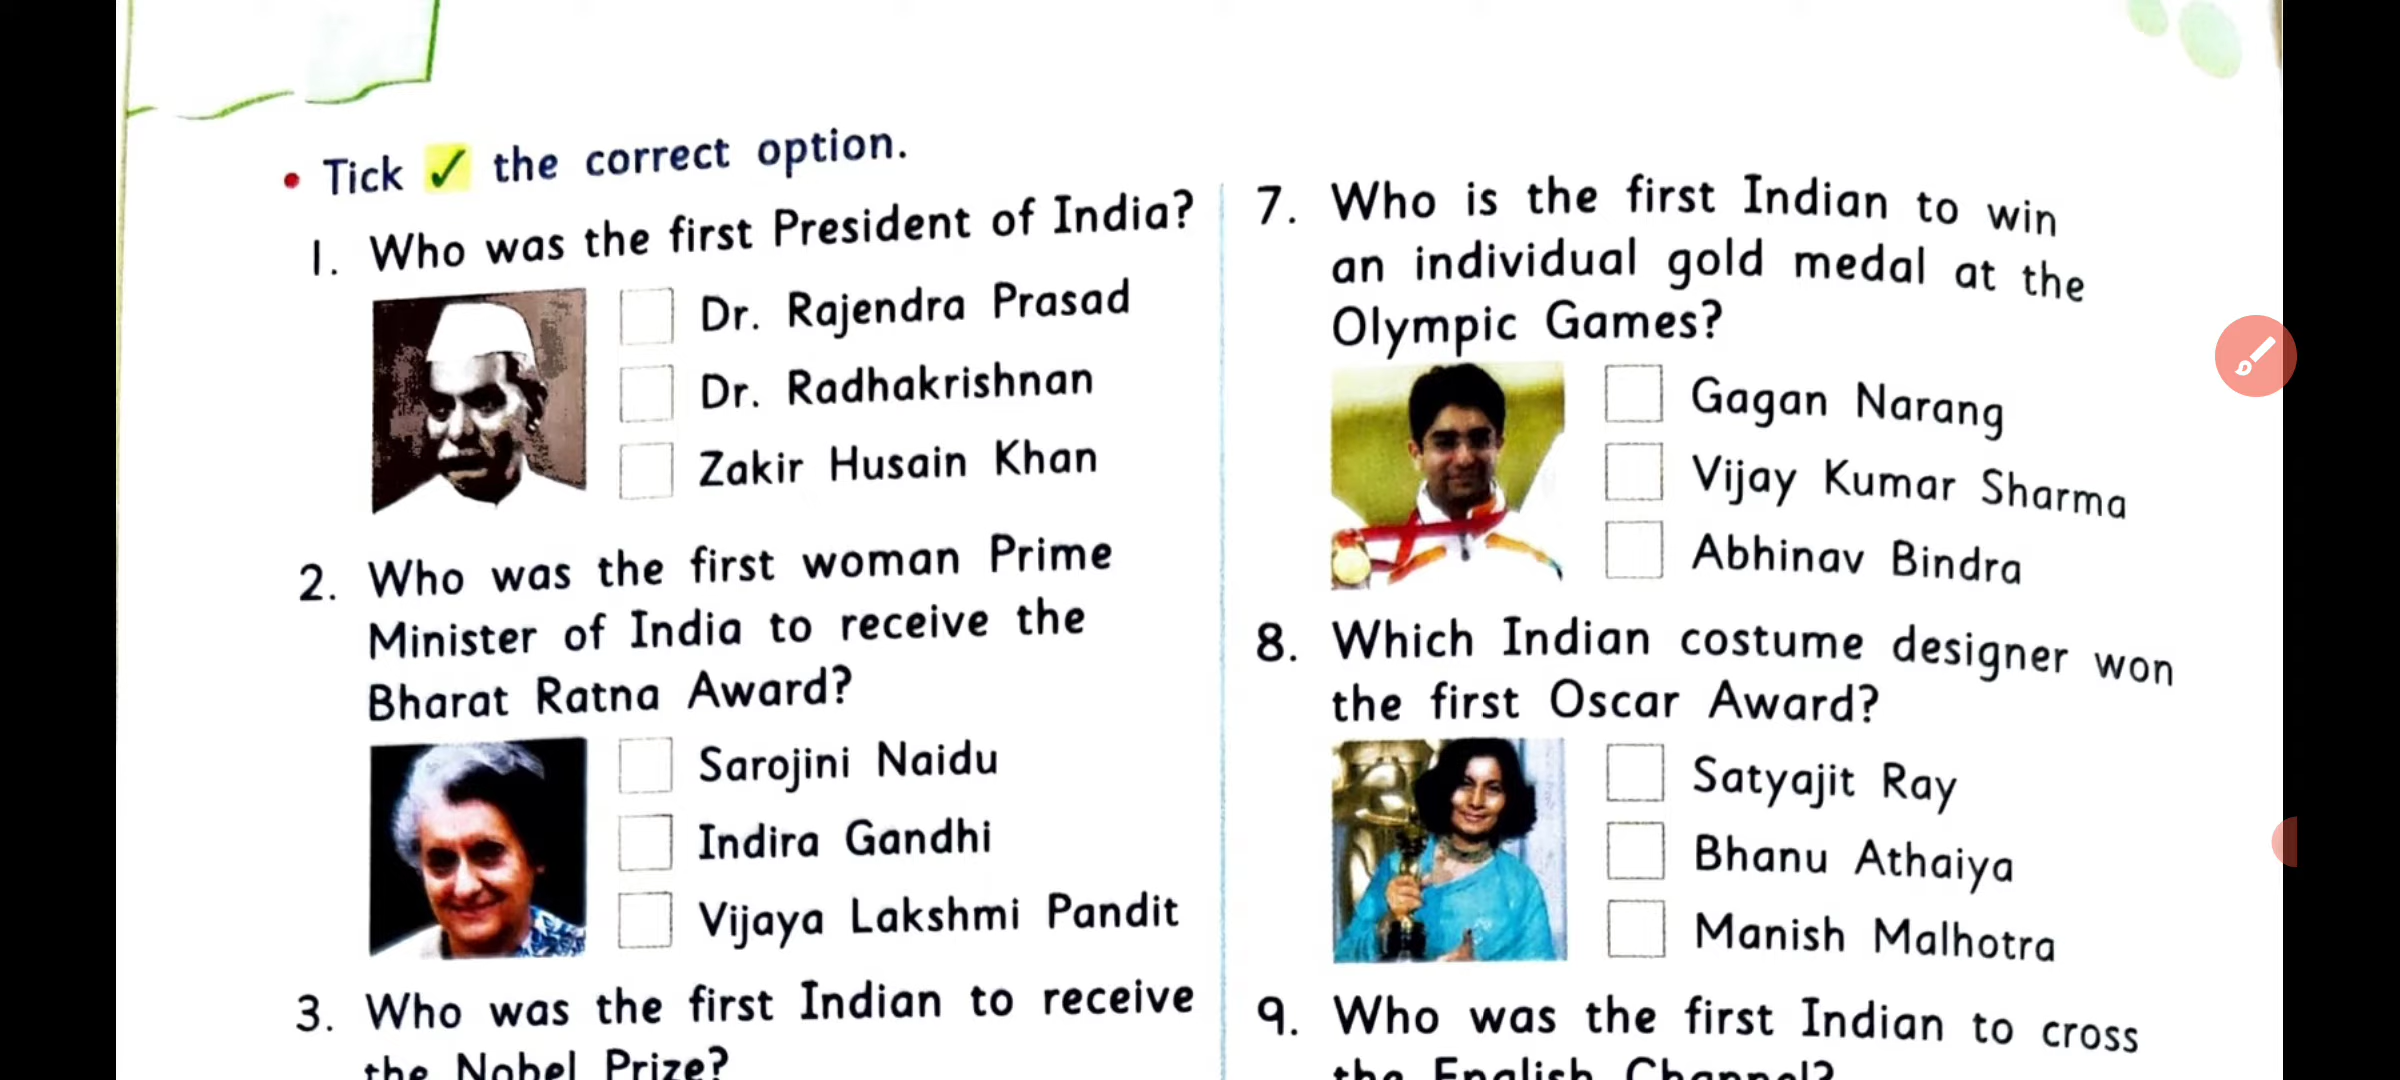 • Tick ✓ the correct option.
1. Who was the first President of India?
Dr. Rajendra Prasad
Dr. Radhakrishnan
Zakir Husain Khan
2. Who was the first woman Prime
Minister of India to receive the
Bharat Ratna Award?
Sarojini Naidu
Indira Gandhi
Vijaya Lakshmi Pandit
3. Who was the first Indian to receive
the Nobel Prize?
7. Who is the first Indian to win
an individual gold medal at the
Olympic Games?
Gagan Narang
Vijay Kumar Sharma
Abhinav Bindra
8. Which Indian costume designer won
the first Oscar Award?
Satyajit Ray
Bhanu Athaiya
Manish Malhotra
9. Who was the first Indian to cross
the English Channel?